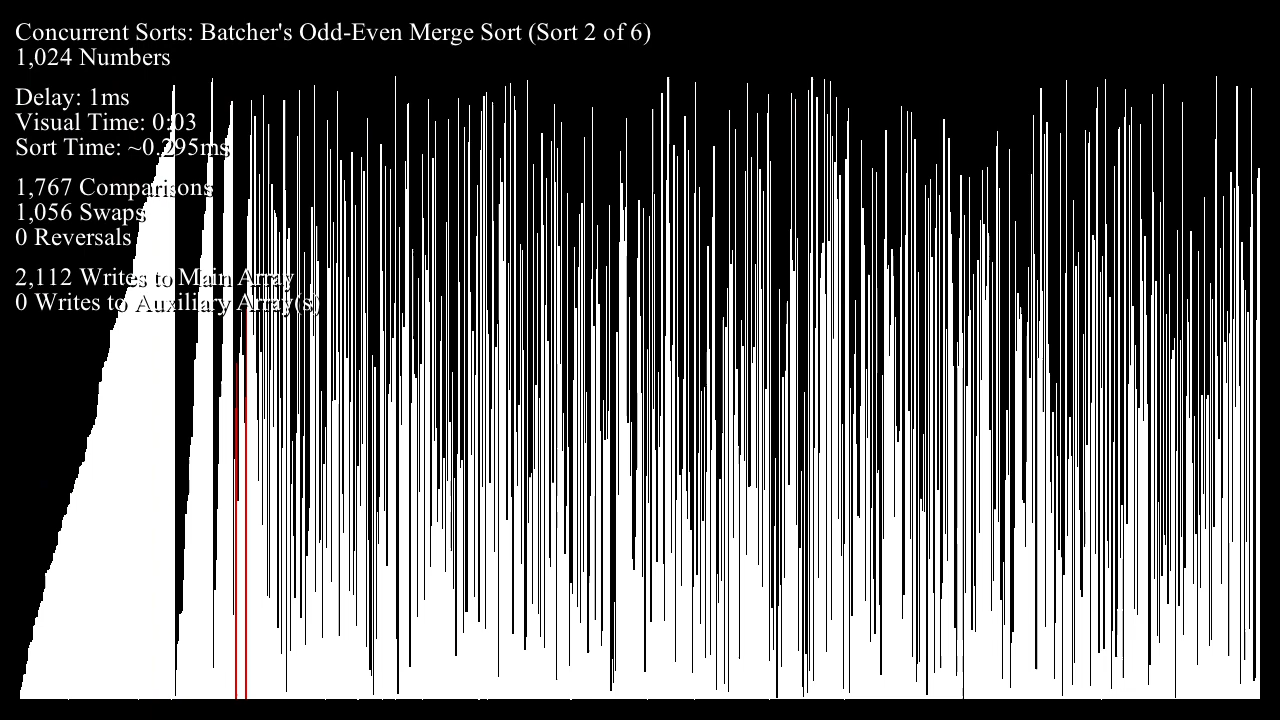 Concurrent Sorts: Batcher's Odd-Even Merge Sort (Sort 2 of 6)
1,024 Numbers
Delay: 1ms
Visual Time: 0:03
Sort Time: ~0.295ms
1,767 Comparisons
1,056 Swaps
0 Reversals
2,112 Writes to Main Array
0 Writes to Auxiliary Array(s)